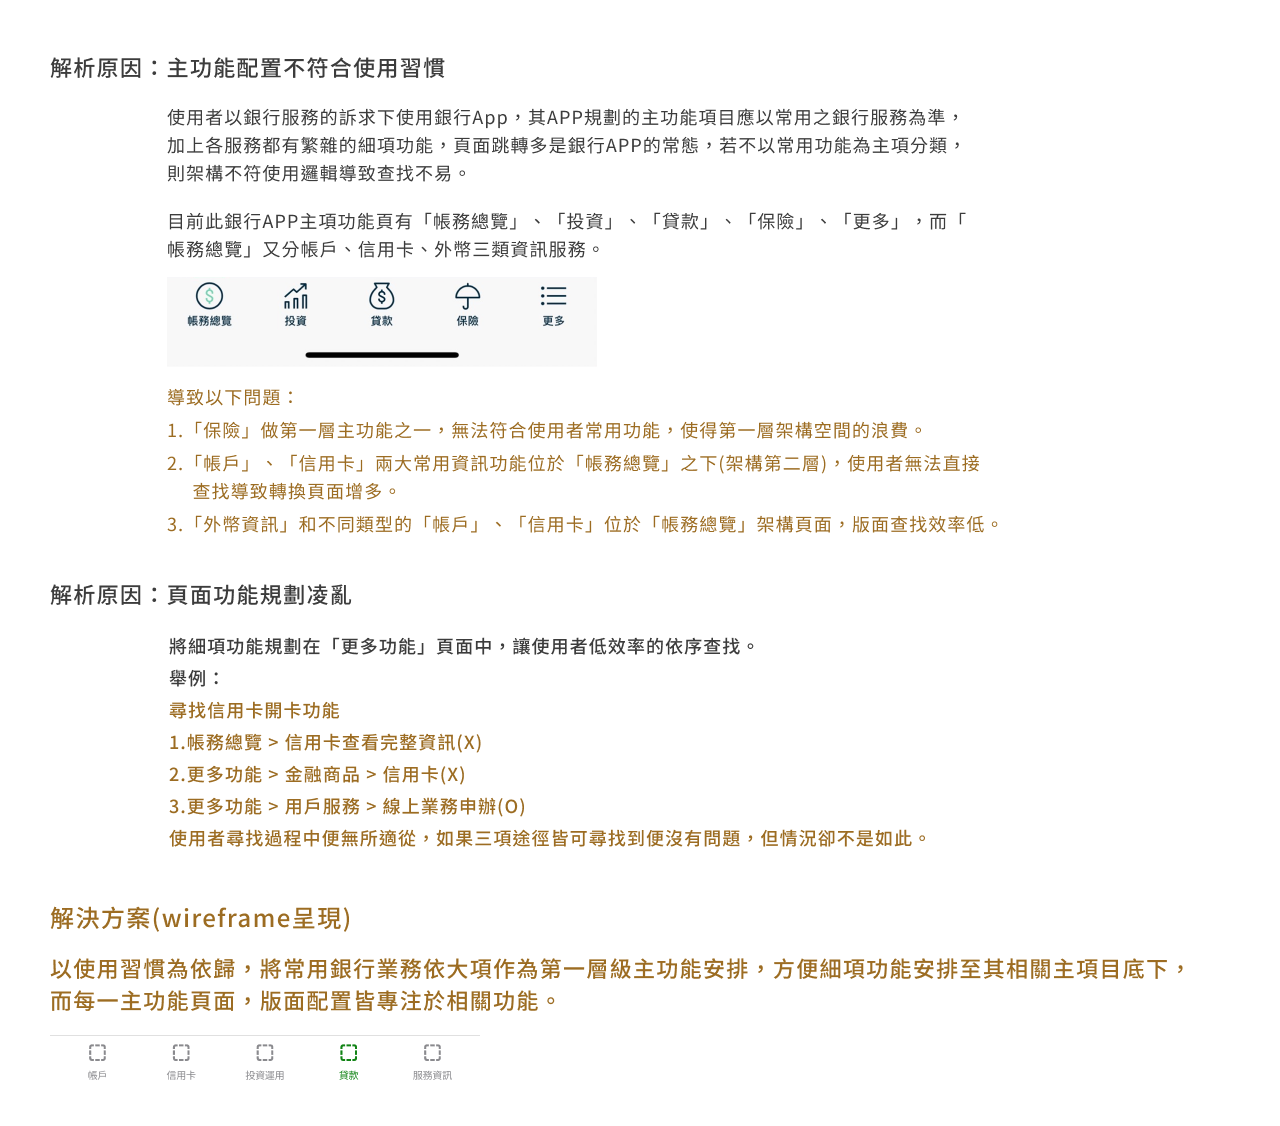 解析原因：主功能配置不符合使用習慣
使用者以銀行服務的訴求下使用銀行App，其APP規劃的主功能項目應以常用之銀行服務為準，
加上各服務都有繁雜的細項功能，頁面跳轉多是銀行APP的常態，若不以常用功能為主項分類，
則架構不符使用邏輯導致查找不易。
目前此銀行APP主項功能頁有「帳務總覽」、「投資」、「貸款」、「保險」、「更多」，而「
帳務總覽」又分帳戶、信用卡、外幣三類資訊服務。
帳務總覽 投資 貸款 保險 更多
導致以下問題：
1.「保險」做第一層主功能之一，無法符合使用者常用功能，使得第一層架構空間的浪費。
2.「帳戶」、「信用卡」兩大常用資訊功能位於「帳務總覽」之下(架構第二層)，使用者無法直接
查找導致轉換頁面增多。
3.「外幣資訊」和不同類型的「帳戶」、「信用卡」位於「帳務總覽」架構頁面，版面查找效率低。
解析原因：頁面功能規劃凌亂
將細項功能規劃在「更多功能」頁面中，讓使用者低效率的依序查找。
舉例：
尋找信用卡開卡功能
1.帳務總覽 > 信用卡查看完整資訊(X)
2.更多功能 > 金融商品 > 信用卡(X)
3.更多功能 > 用戶服務 > 線上業務申辦(O)
使用者尋找過程中便無所適從，如果三項途徑皆可尋找到便沒有問題，但情況卻不是如此。
解決方案(wireframe呈現)
以使用習慣為依歸，將常用銀行業務依大項作為第一層級主功能安排，方便細項功能安排至其相關主項目底下，
而每一主功能頁面，版面配置皆專注於相關功能。
帳戶 信用卡 投資運用 貸款 服務資訊